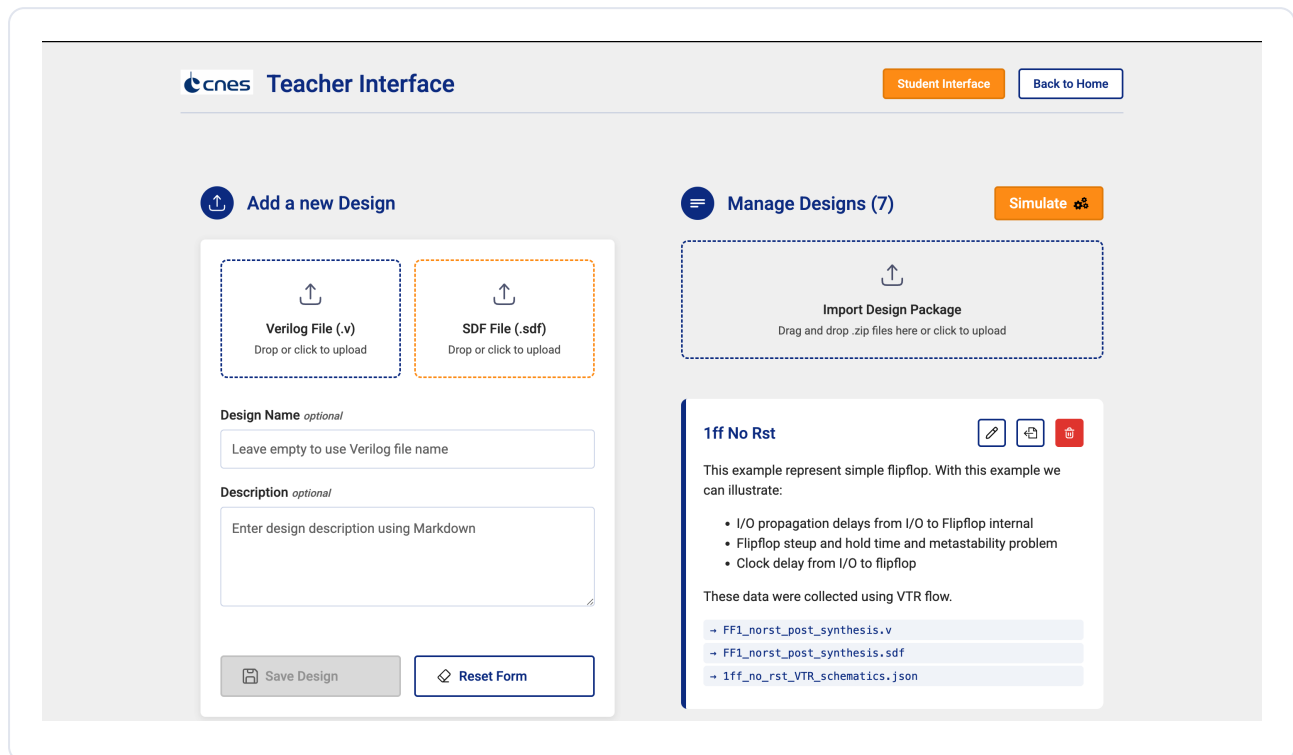 cnes Teacher Interface
Student Interface
Back to Home
Add a new Design
Verilog File (.v)
Drop or click to upload
SDF File (.sdf)
Drop or click to upload
Design Name optional
Leave empty to use Verilog file name
Description optional
Enter design description using Markdown
Save Design
Reset Form
Manage Designs (7)
Simulate
Import Design Package
Drag and drop .zip files here or click to upload
1ff No Rst
This example represent simple flipflop. With this example we
can illustrate:
• I/O propagation delays from I/O to Flipflop internal
• Flipflop steup and hold time and metastability problem
• Clock delay from I/O to flipflop
These data were collected using VTR flow.
→ FF1_norst_post_synthesis.v
→ FF1_norst_post_synthesis.sdf
→ 1ff_no_rst_VTR_schematics.json